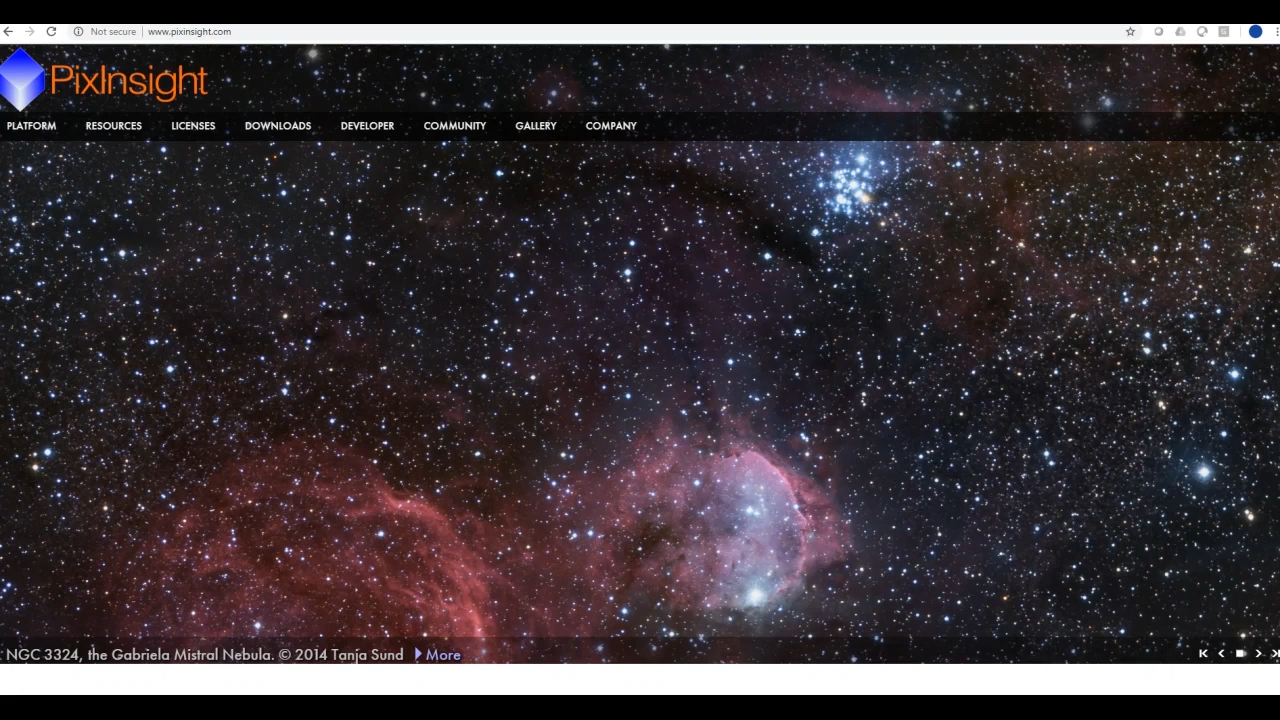 Not secure www.pixinsight.com
PixInsight
PLATFORM RESOURCES LICENSES DOWNLOADS DEVELOPER COMMUNITY GALLERY COMPANY
NGC 3324, the Gabriela Mistral Nebula. © 2014 Tanja Sund More